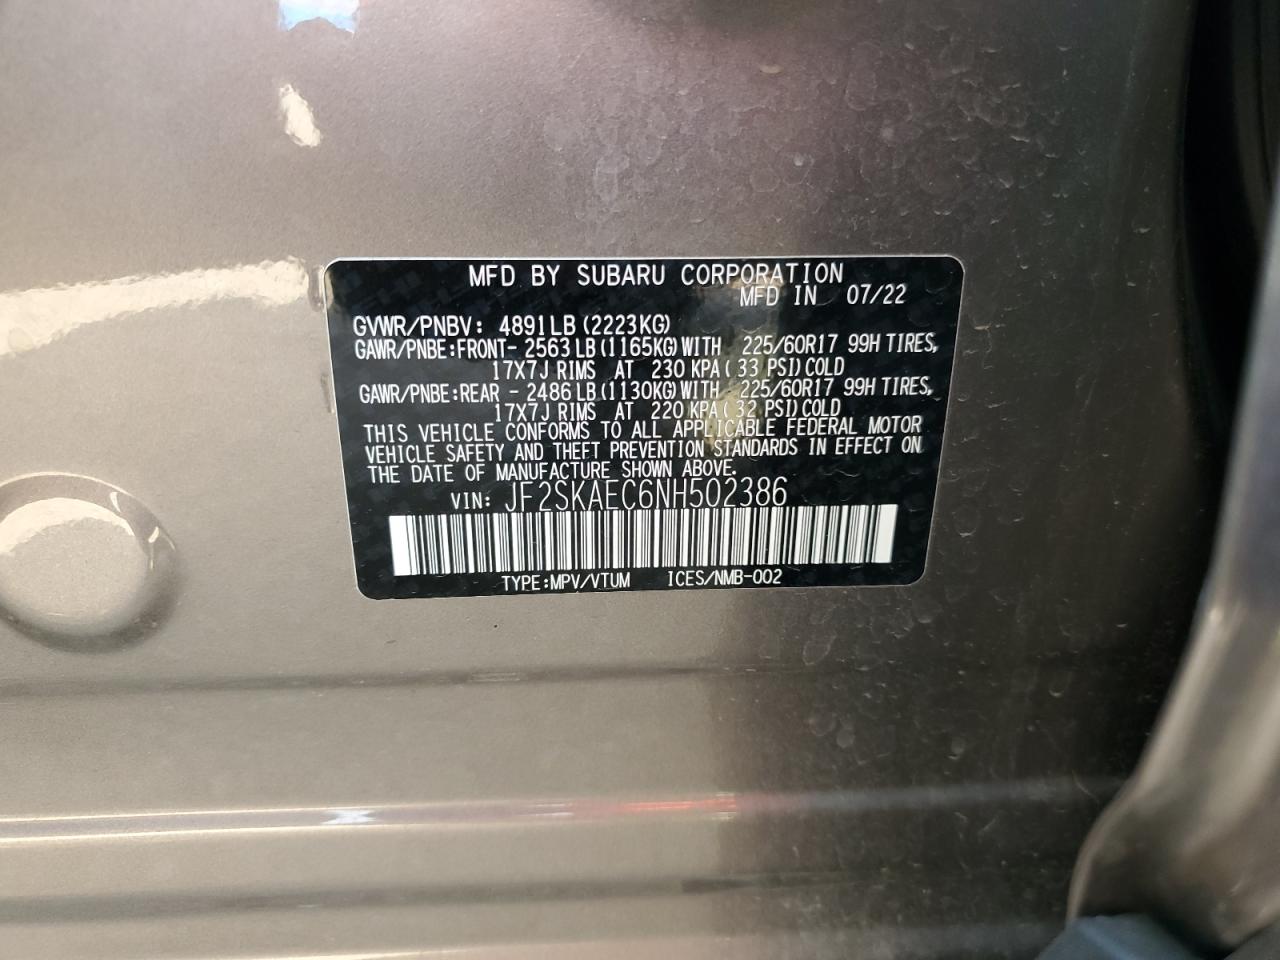 MFD BY SUBARU CORPORATION
MFD IN 07/22
GVWR/PNBV: 4891LB (2223KG)
GAWR/PNBE:FRONT- 2563LB (1165KG)WITH 225/60R17 99H TIRES,
17X7J RIMS AT 230 KPA( 33 PSI)COLD
GAWR/PNBE:REAR - 2486LB (1130KG)WITH 225/60R17 99H TIRES,
17X7J RIMS AT 220 KPA( 32 PSI)COLD
THIS VEHICLE CONFORMS TO ALL APPLICABLE FEDERAL MOTOR
VEHICLE SAFETY AND THEFT PREVENTION STANDARDS IN EFFECT ON
THE DATE OF MANUFACTURE SHOWN ABOVE.
VIN: JF2SKAEC6NH502386
TYPE:MPV/VTUM ICES/NMB-002